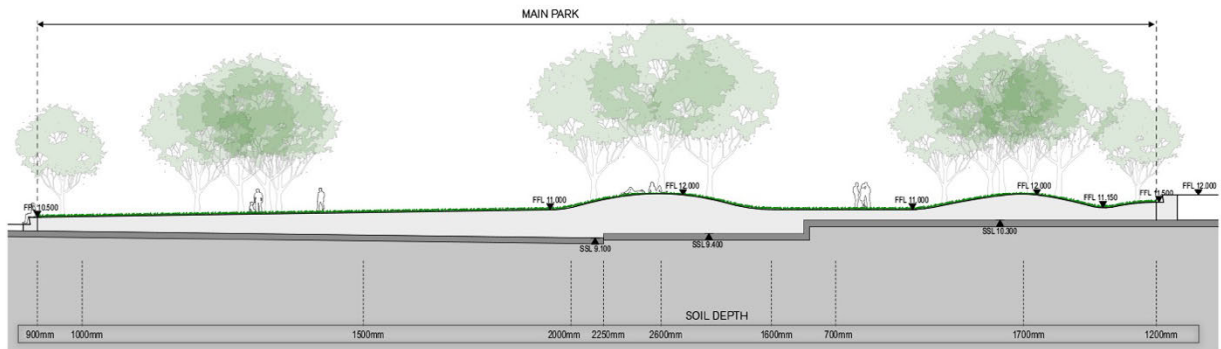 MAIN PARK
FFL 10.500
FFL 11.000
FFL 12.000
FFL 11.000
FFL 12.000
FFL 11.150
FFL 11.500
FFL 12.000
SSL 9.100
SSL 9.400
SSL 10.300
SOIL DEPTH
900mm 1000mm 1500mm 2000mm 2250mm 2600mm 1600mm 700mm 1700mm 1200mm